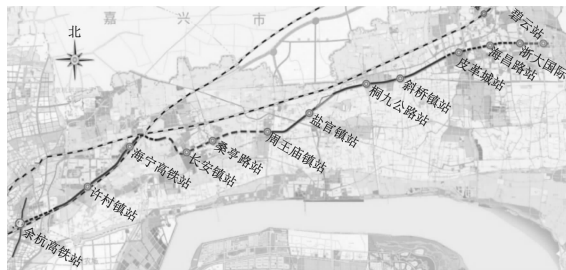 嘉兴市
北
碧云站
浙大国际
海昌路站
皮革城站
斜桥镇站
桐九公路站
盐官镇站
周王庙镇站
桑亭路站
长安镇站
海宁高铁站
许村镇站
余杭高铁站